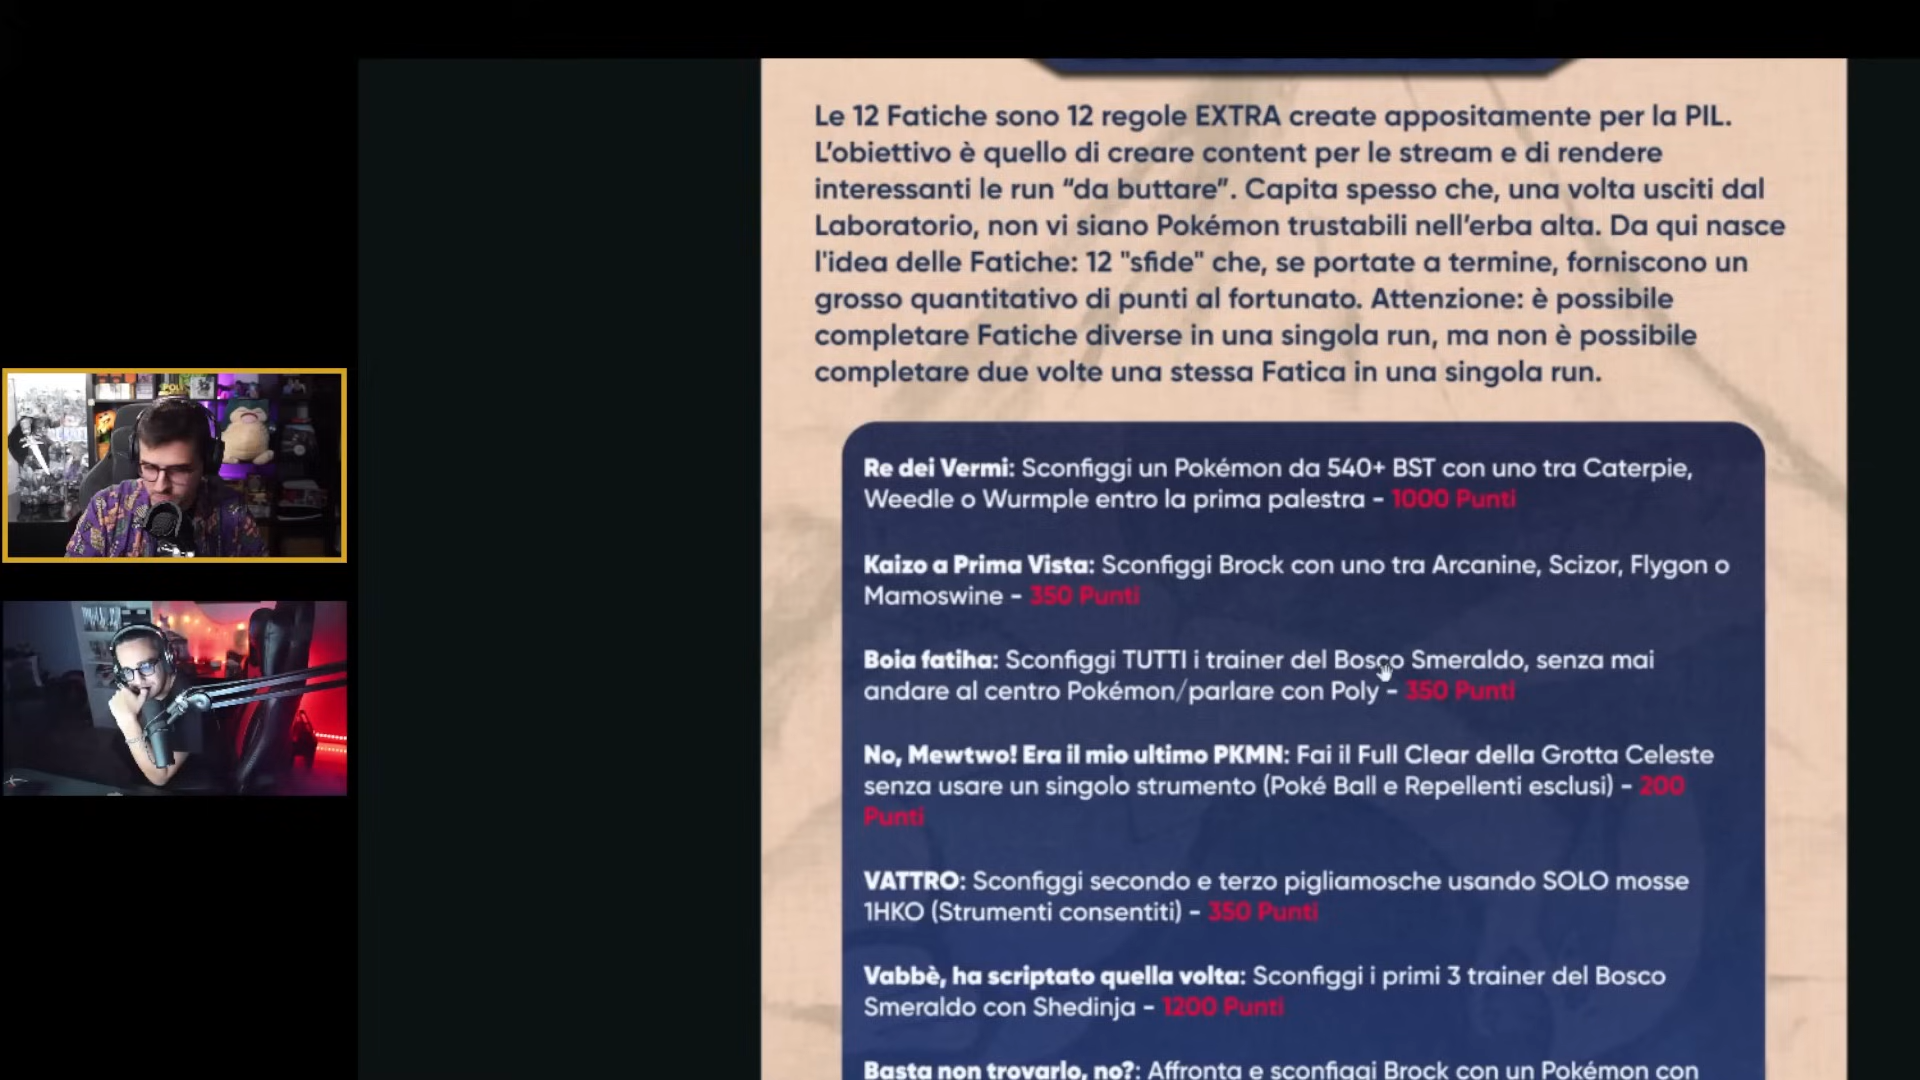 Le 12 Fatiche sono 12 regole EXTRA create appositamente per la PIL.
L’obiettivo è quello di creare content per le stream e di rendere
interessanti le run “da buttare”. Capita spesso che, una volta usciti dal
Laboratorio, non vi siano Pokémon trustabili nell’erba alta. Da qui nasce
l'idea delle Fatiche: 12 "sfide" che, se portate a termine, forniscono un
grosso quantitativo di punti al fortunato. Attenzione: è possibile
completare Fatiche diverse in una singola run, ma non è possibile
completare due volte una stessa Fatica in una singola run.
Re dei Vermi: Sconfiggi un Pokémon da 540+ BST con uno tra Caterpie,
Weedle o Wurmple entro la prima palestra - 1000 Punti
Kaizo a Prima Vista: Sconfiggi Brock con uno tra Arcanine, Scizor, Flygon o
Mamoswine - 350 Punti
Boia fatiha: Sconfiggi TUTTI i trainer del Bosco Smeraldo, senza mai
andare al centro Pokémon/parlare con Poly - 350 Punti
No, Mewtwo! Era il mio ultimo PKMN: Fai il Full Clear della Grotta Celeste
senza usare un singolo strumento (Poké Ball e Repellenti esclusi) - 200
Punti
VATTRO: Sconfiggi secondo e terzo pigliamosche usando SOLO mosse
1HKO (Strumenti consentiti) - 350 Punti
Vabbè, ha scriptato quella volta: Sconfiggi i primi 3 trainer del Bosco
Smeraldo con Shedinja - 1200 Punti
Basta non trovarlo, no?: Affronta e sconfiggi Brock con un Pokémon con